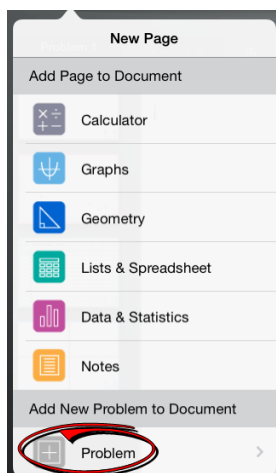 New Page
Add Page to Document
Calculator
Graphs
Geometry
Lists & Spreadsheet
Data & Statistics
Notes
Add New Problem to Document
Problem